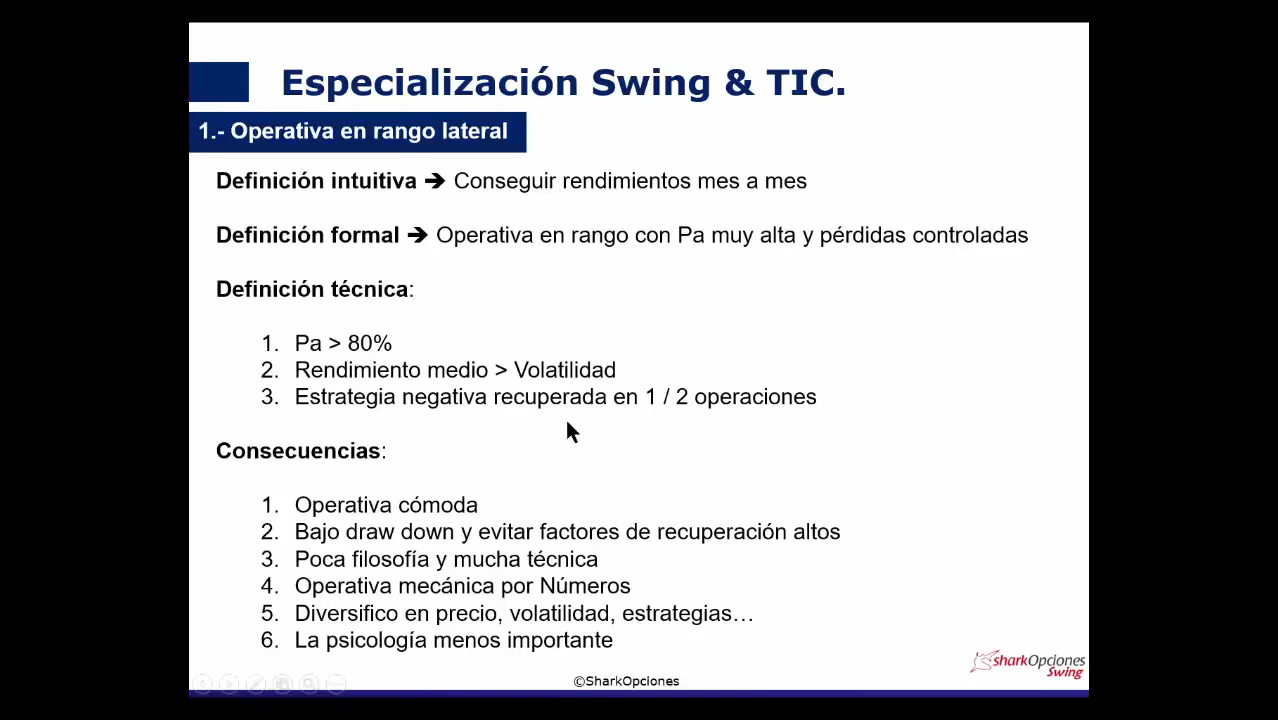 Especialización Swing & TIC.
1.- Operativa en rango lateral
Definición intuitiva ➔ Conseguir rendimientos mes a mes
Definición formal ➔ Operativa en rango con Pa muy alta y pérdidas controladas
Definición técnica:
1. Pa > 80%
2. Rendimiento medio > Volatilidad
3. Estrategia negativa recuperada en 1 / 2 operaciones
Consecuencias:
1. Operativa cómoda
2. Bajo draw down y evitar factores de recuperación altos
3. Poca filosofía y mucha técnica
4. Operativa mecánica por Números
5. Diversifico en precio, volatilidad, estrategias…
6. La psicología menos importante
sharkOpciones
Swing
©SharkOpciones